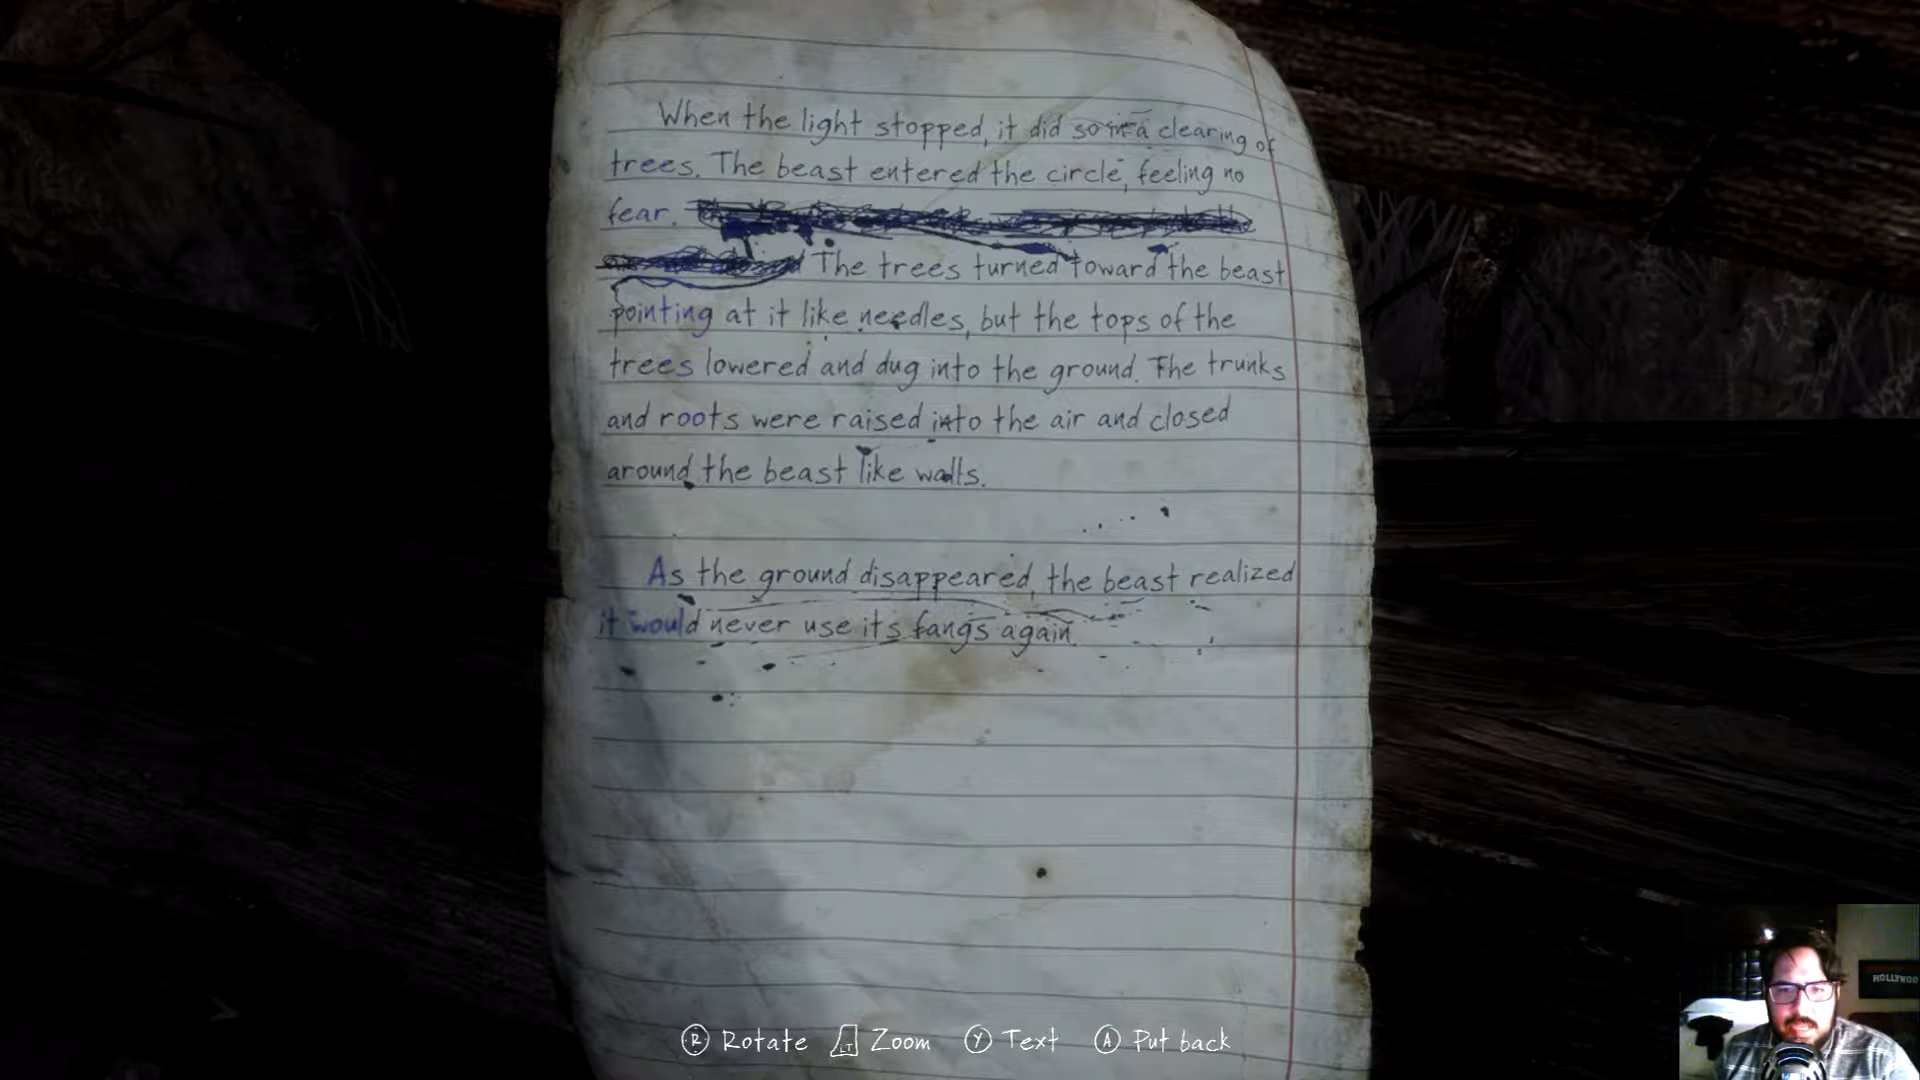 When the light stopped, it did so in a clearing of
trees. The beast entered the circle, feeling no
fear.
The trees turned toward the beast
pointing at it like needles, but the tops of the
trees lowered and dug into the ground. The trunks
and roots were raised into the air and closed
around the beast like walls.
As the ground disappeared, the beast realized
it would never use its fangs again.
HOLLYWOO
R Rotate LT Zoom Y Text A Put back